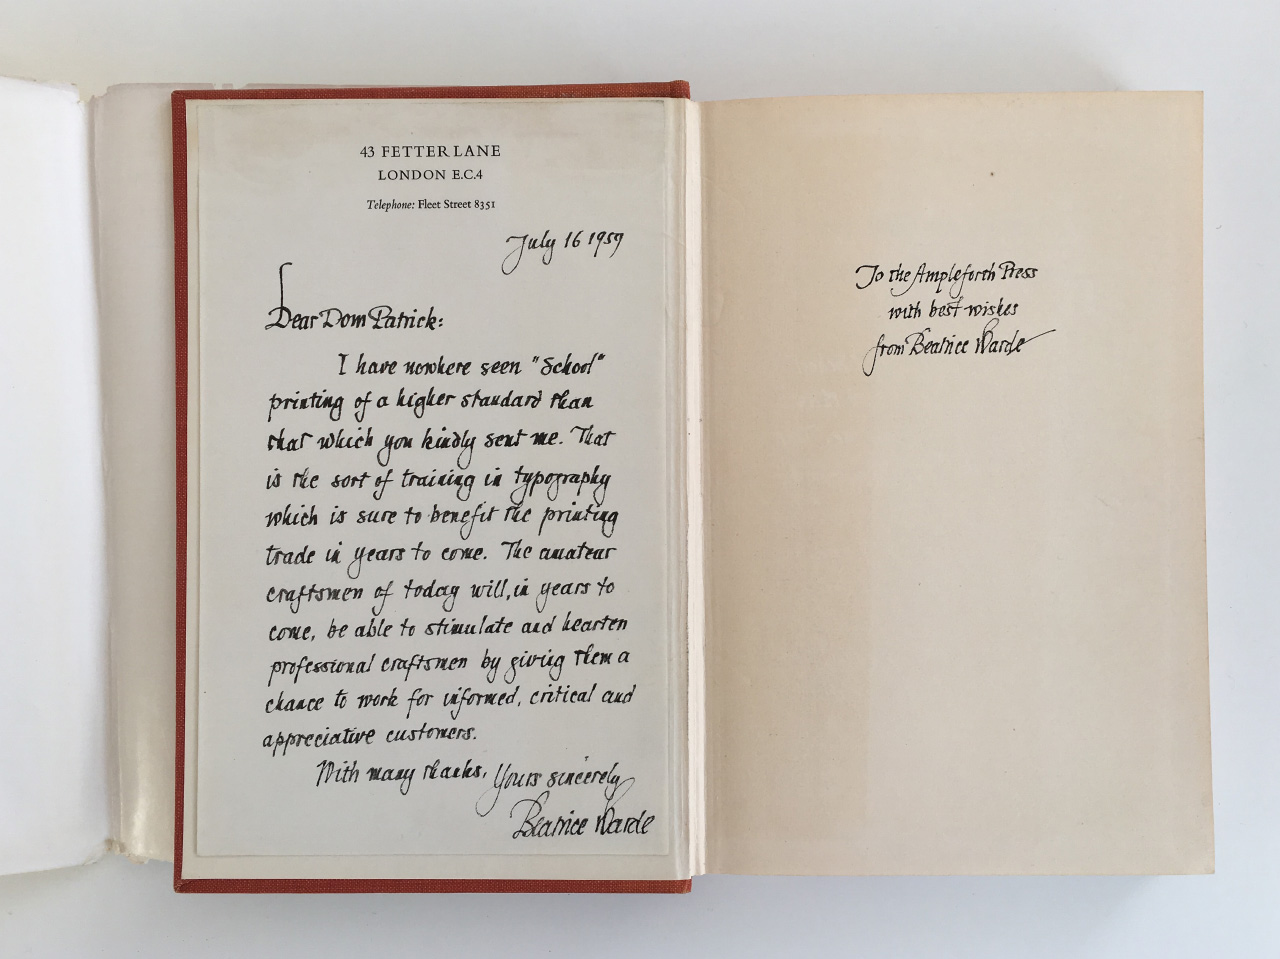 43 FETTER LANE
LONDON E.C.4
Telephone: Fleet Street 8351
July 16 1959
Dear Dom Patrick:
I have nowhere seen "School"
printing of a higher standard than
that which you kindly sent me. That
is the sort of training in typography
which is sure to benefit the printing
trade in years to come. The amateur
craftsmen of today will, in years to
come, be able to stimulate and hearten
professional craftsmen by giving them a
chance to work for informed, critical and
appreciative customers.
With many thanks, Yours sincerely
Beatrice Warde
To the Ampleforth Press
with best wishes
from Beatrice Warde